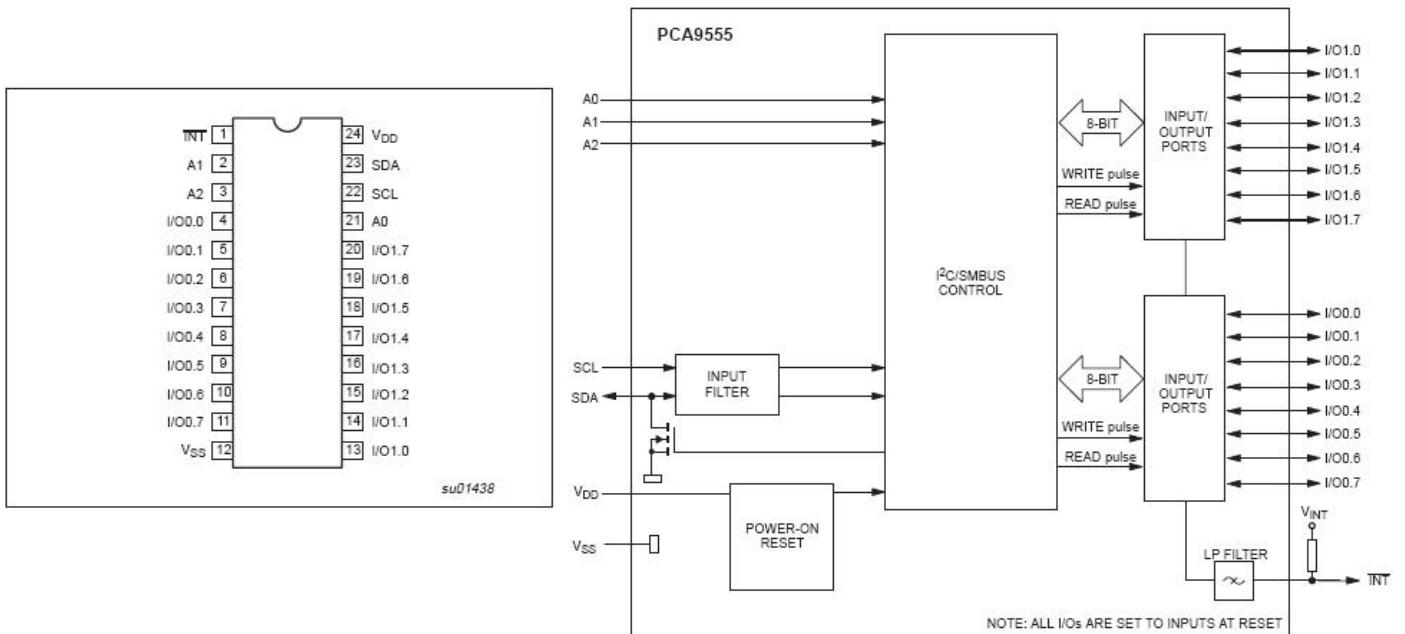 INT 1 24 VDD
A1 2 23 SDA
A2 3 22 SCL
I/O0.0 4 21 A0
I/O0.1 5 20 I/O1.7
I/O0.2 6 19 I/O1.6
I/O0.3 7 18 I/O1.5
I/O0.4 8 17 I/O1.4
I/O0.5 9 16 I/O1.3
I/O0.6 10 15 I/O1.2
I/O0.7 11 14 I/O1.1
VSS 12 13 I/O1.0
su01438
PCA9555
A0
A1
A2
SCL
SDA
VDD
VSS
INPUT
FILTER
POWER-ON
RESET
I2C/SMBUS
CONTROL
8-BIT
WRITE pulse
READ pulse
INPUT/
OUTPUT
PORTS
I/O1.0
I/O1.1
I/O1.2
I/O1.3
I/O1.4
I/O1.5
I/O1.6
I/O1.7
8-BIT
WRITE pulse
READ pulse
INPUT/
OUTPUT
PORTS
I/O0.0
I/O0.1
I/O0.2
I/O0.3
I/O0.4
I/O0.5
I/O0.6
I/O0.7
VINT
LP FILTER
INT
NOTE: ALL I/Os ARE SET TO INPUTS AT RESET